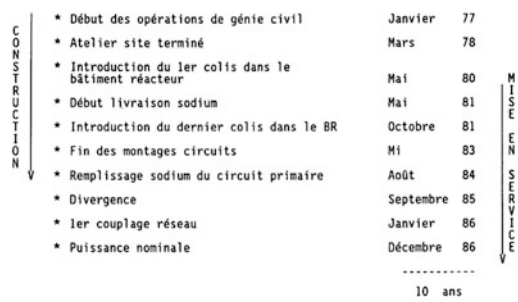 CONSTRUCTION
* Début des opérations de génie civil Janvier 77
* Atelier site terminé Mars 78
* Introduction du 1er colis dans le
bâtiment réacteur Mai 80
* Début livraison sodium Mai 81
* Introduction du dernier colis dans le BR Octobre 81
* Fin des montages circuits Mi 83
* Remplissage sodium du circuit primaire Août 84
* Divergence Septembre 85
* 1er couplage réseau Janvier 86
* Puissance nominale Décembre 86
-----------
10 ans
MISE EN SERVICE